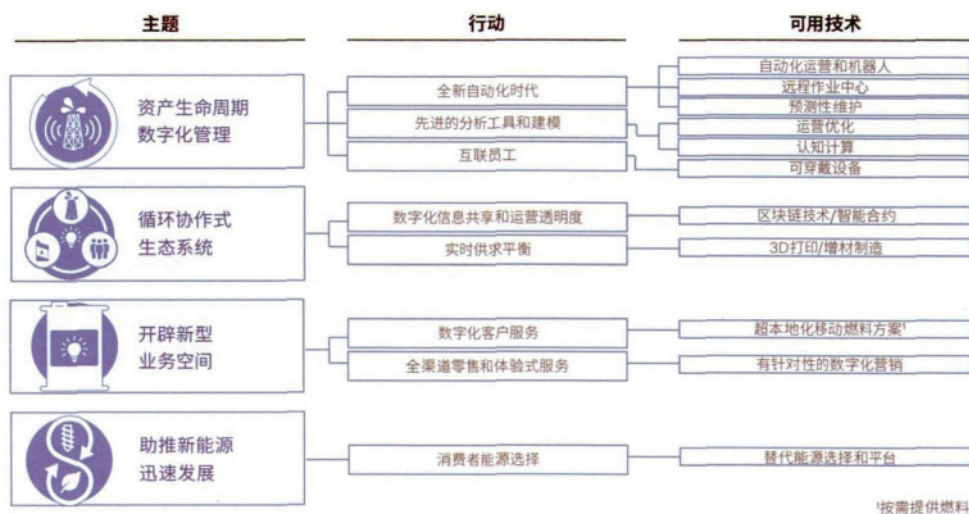 主题
行动
可用技术
资产生命周期
数字化管理
全新自动化时代
先进的分析工具和建模
互联员工
自动化运营和机器人
远程作业中心
预测性维护
运营优化
认知计算
可穿戴设备
循环协作式
生态系统
数字化信息共享和运营透明度
实时供求平衡
区块链技术/智能合约
3D打印/增材制造
开辟新型
业务空间
数字化客户服务
全渠道零售和体验式服务
超本地化移动燃料方案¹
有针对性的数字化营销
助推新能源
迅速发展
消费者能源选择
替代能源选择和平台
¹按需提供燃料